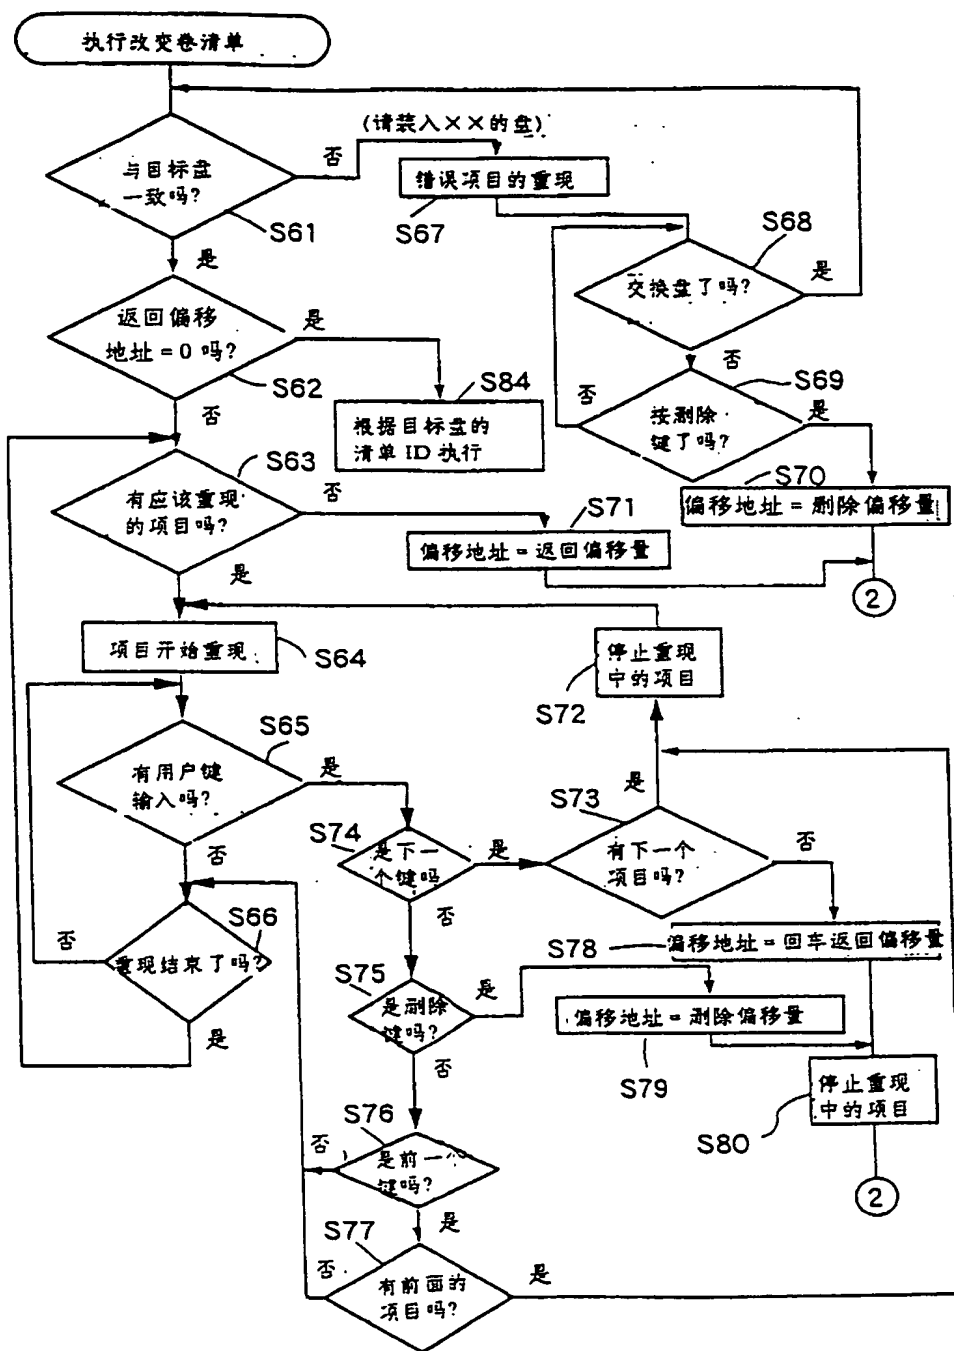 执行改变卷清单
(请装入××的盘)
否
与目标盘
一致吗?
错误项目的重现
S61
S67
S68
是
交换盘了吗?
是
返回偏移
地址=0 吗?
是
否
S62
S84
S69
否
根据目标盘的
清单 ID 执行
否
按删除
键了吗?
是
S63
S70
有应该重现
的项目吗?
否
S71
偏移地址=删除偏移量
偏移地址=返回偏移量
是
2
项目开始重现
S64
停止重现
中的项目
S72
S65
有用户键
输入吗?
是
是
S73
S74
否
是下一
个键吗
是
有下一个
项目吗?
否
S66
否
否
S78
偏移地址=回车返回偏移量
重现结束了吗?
S75
是
是删除
键吗?
偏移地址=删除偏移量
是
否
S79
停止重现
中的项目
S76
S80
否
是前一个
键吗?
2
S77
是
否
是
有前面的
项目吗?